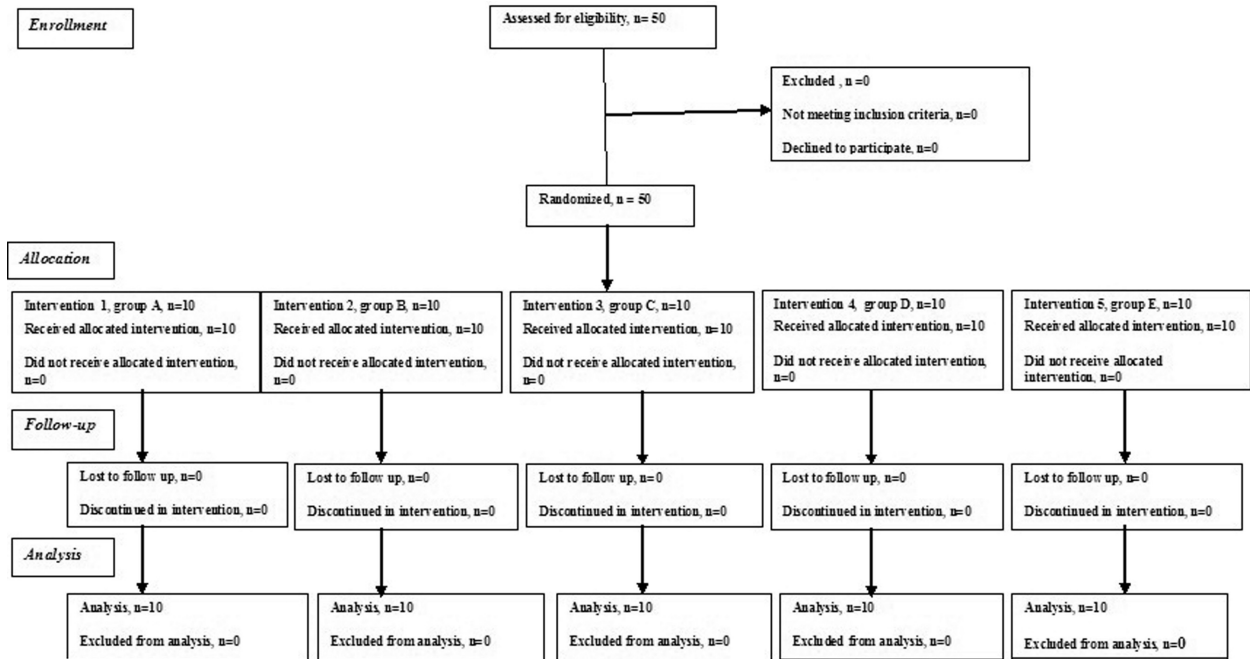 Enrollment
Assessed for eligibility, n= 50
Excluded , n =0
Not meeting inclusion criteria, n=0
Declined to participate, n=0
Randomized, n = 50
Allocation
Intervention 1, group A, n=10
Received allocated intervention, n=10
Did not receive allocated intervention,
n=0
Intervention 2, group B, n=10
Received allocated intervention, n=10
Did not receive allocated intervention,
n=0
Intervention 3, group C, n=10
Received allocated intervention, n=10
Did not receive allocated intervention,
n=0
Intervention 4, group D, n=10
Received allocated intervention, n=10
Did not receive allocated intervention,
n=0
Intervention 5, group E, n=10
Received allocated intervention, n=10
Did not receive allocated
intervention, n=0
Follow-up
Lost to follow up, n=0
Discontinued in intervention, n=0
Lost to follow up, n=0
Discontinued in intervention, n=0
Lost to follow up, n=0
Discontinued in intervention, n=0
Lost to follow up, n=0
Discontinued in intervention, n=0
Lost to follow up, n=0
Discontinued in intervention, n=0
Analysis
Analysis, n=10
Excluded from analysis, n=0
Analysis, n=10
Excluded from analysis, n=0
Analysis, n=10
Excluded from analysis, n=0
Analysis, n=10
Excluded from analysis, n=0
Analysis, n=10
Excluded from analysis, n=0